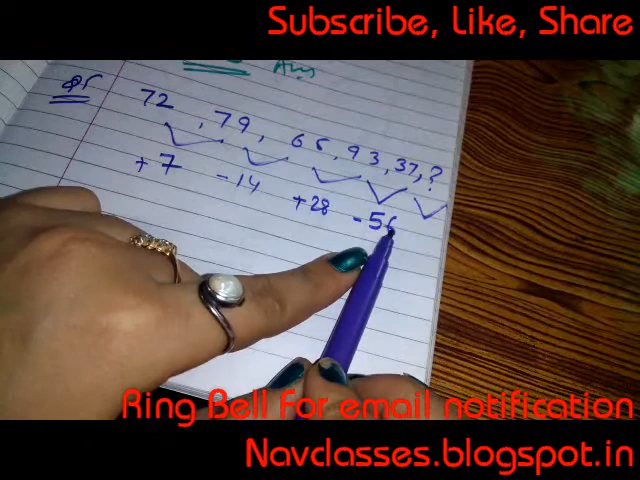 Subscribe, Like, Share
Ans
72, 79, 65, 93, 37, ?
+7 -14 +28 -56
Ring Bell For email notification
Navclasses.blogspot.in